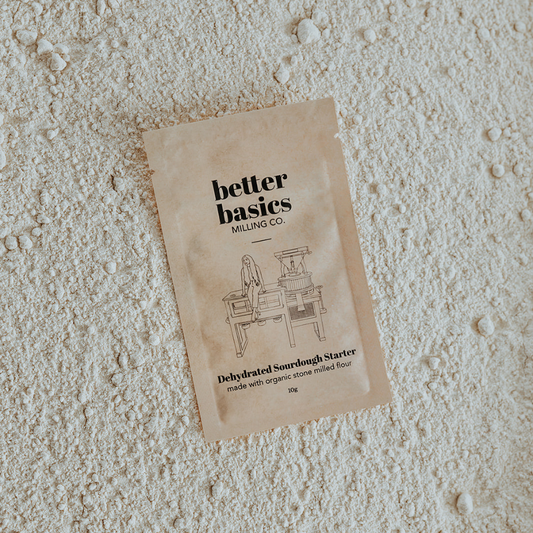 better
basics
MILLING CO.
Dehydrated Sourdough Starter
made with organic stone milled flour
10g